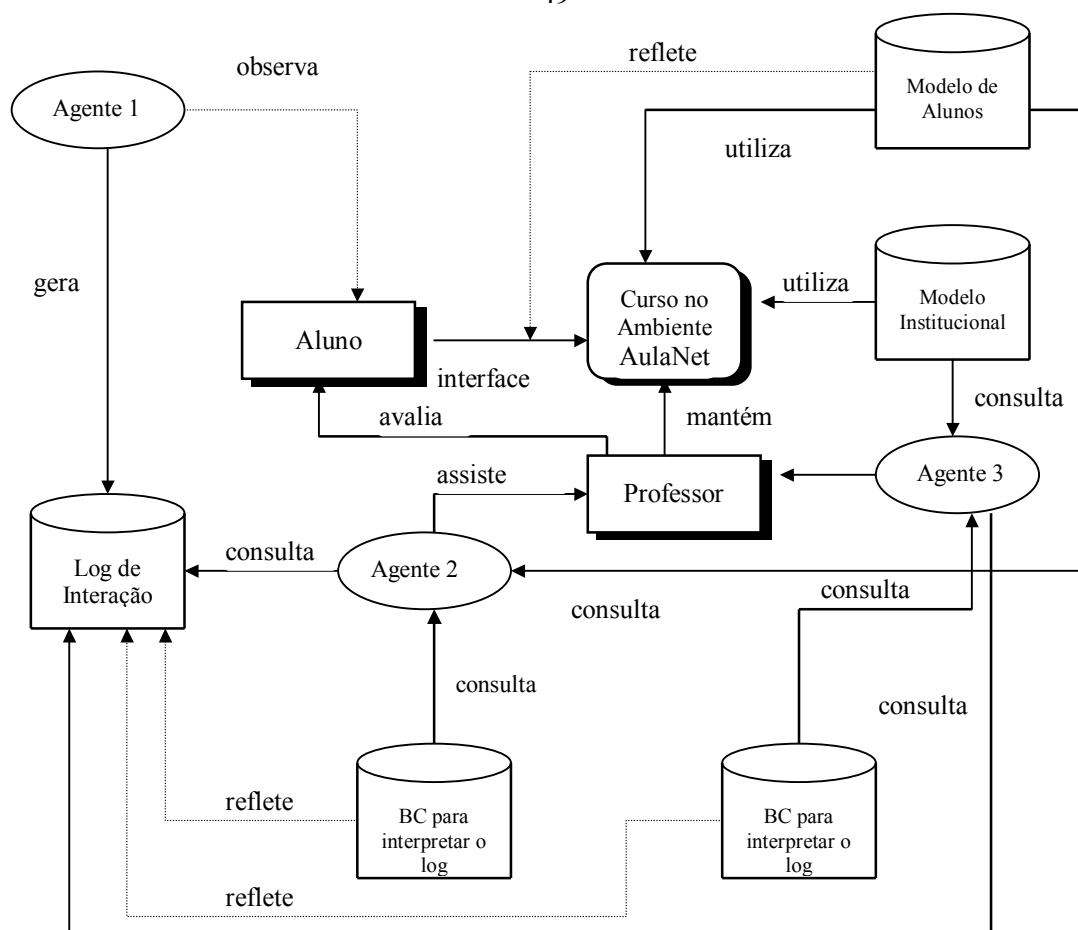 observa
reflete
Agente 1
Modelo de
Alunos
utiliza
gera
utiliza
Curso no
Ambiente
AulaNet
Modelo
Institucional
Aluno
interface
consulta
avalia
mantém
assiste
Professor
Agente 3
consulta
Agente 2
Log de
Interação
consulta
consulta
consulta
consulta
reflete
BC para
interpretar o
log
BC para
interpretar o
log
reflete